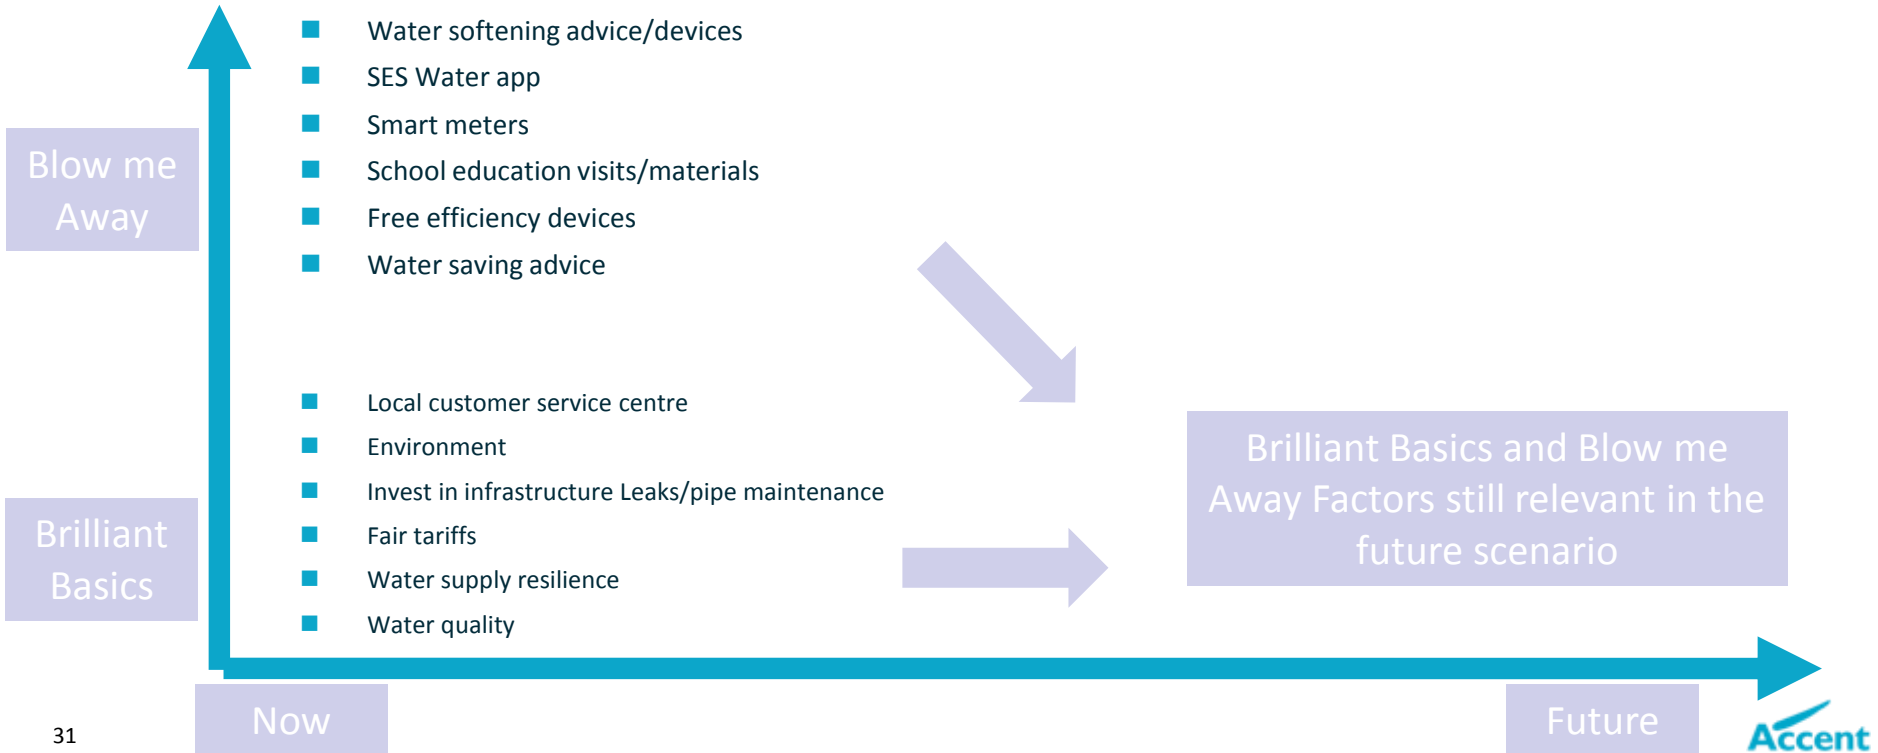 Water softening advice/devices
SES Water app
Smart meters
School education visits/materials
Free efficiency devices
Water saving advice
Blow me
Away
Local customer service centre
Environment
Invest in infrastructure Leaks/pipe maintenance
Fair tariffs
Water supply resilience
Water quality
Brilliant
Basics
Brilliant Basics and Blow me
Away Factors still relevant in the
future scenario
Now
Future
31
Accent